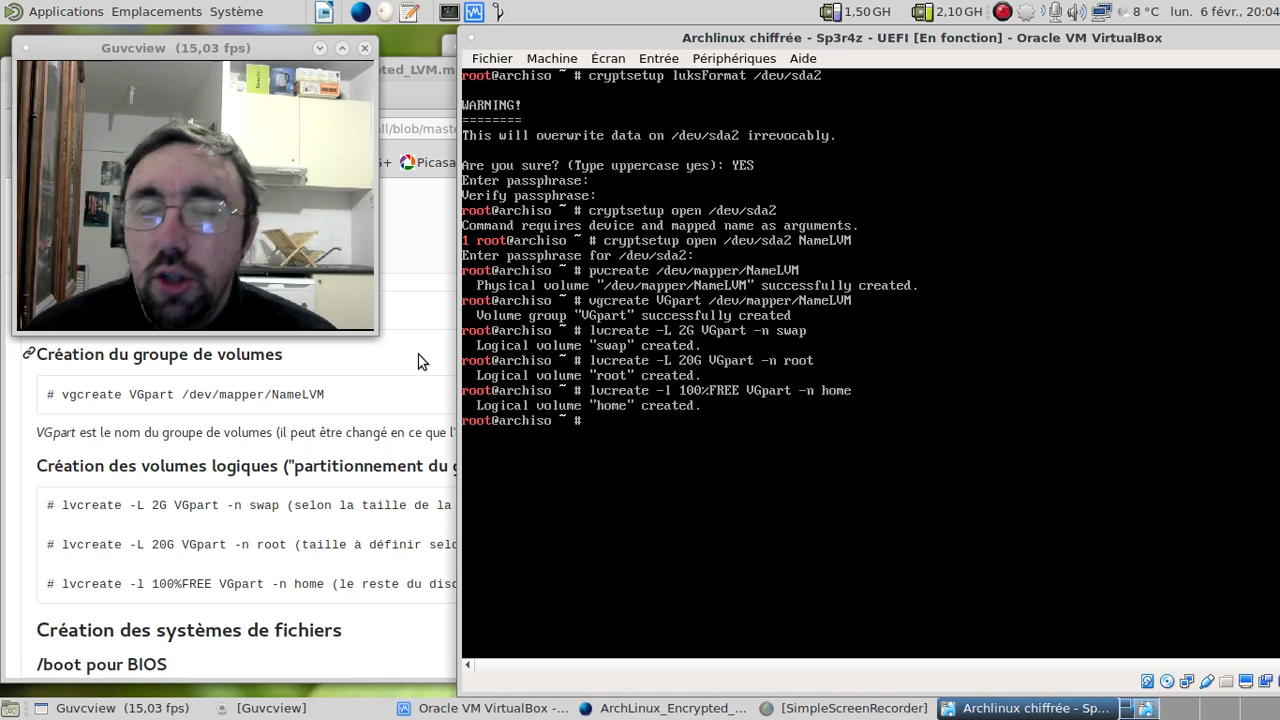 Applications Emplacements Système
1,50 GH
2,10 GH
°C
lun. 6 févr., 20:04
Guvcview (15,03 fps)
pted_LVM.m
all/blob/maste
G+ Picasa
Création du groupe de volumes
# vgcreate VGpart /dev/mapper/NameLVM
VGpart est le nom du groupe de volumes (il peut être changé en ce que l'
Création des volumes logiques ("partitionnement du g
# lvcreate -L 2G VGpart -n swap (selon la taille de la
# lvcreate -L 20G VGpart -n root (taille à définir selo
# lvcreate -l 100%FREE VGpart -n home (le reste du disq
Création des systèmes de fichiers
/boot pour BIOS
Archlinux chiffrée - Sp3r4z - UEFI [En fonction] - Oracle VM VirtualBox
Fichier Machine Écran Entrée Périphériques Aide
root@archiso ~ # cryptsetup luksFormat /dev/sda2
WARNING!
========
This will overwrite data on /dev/sda2 irrevocably.
Are you sure? (Type uppercase yes): YES
Enter passphrase:
Verify passphrase:
root@archiso ~ # cryptsetup open /dev/sda2
Command requires device and mapped name as arguments.
1 root@archiso ~ # cryptsetup open /dev/sda2 NameLVM
Enter passphrase for /dev/sda2:
root@archiso ~ # pvcreate /dev/mapper/NameLVM
Physical volume "/dev/mapper/NameLVM" successfully created.
root@archiso ~ # vgcreate VGpart /dev/mapper/NameLVM
Volume group "VGpart" successfully created
root@archiso ~ # lvcreate -L 2G VGpart -n swap
Logical volume "swap" created.
root@archiso ~ # lvcreate -L 20G VGpart -n root
Logical volume "root" created.
root@archiso ~ # lvcreate -l 100%FREE VGpart -n home
Logical volume "home" created.
root@archiso ~ #
Guvcview (15,03 fps)
[Guvcview]
Oracle VM VirtualBox -...
ArchLinux_Encrypted_...
[SimpleScreenRecorder]
Archlinux chiffrée - Sp...